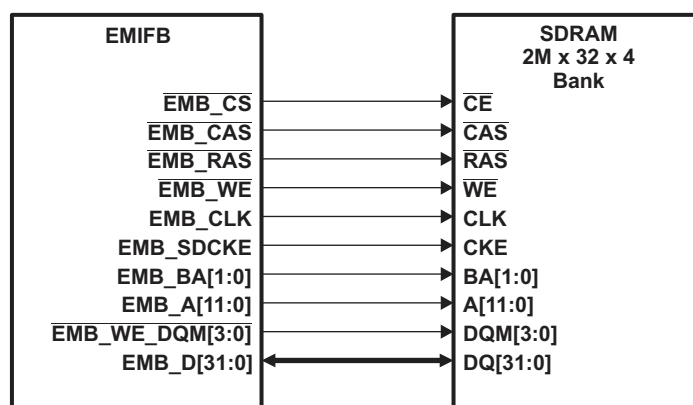 EMIFB
SDRAM
2M x 32 x 4
Bank
EMB_CS
CE
EMB_CAS
CAS
EMB_RAS
RAS
EMB_WE
WE
EMB_CLK
CLK
EMB_SDCKE
CKE
EMB_BA[1:0]
BA[1:0]
EMB_A[11:0]
A[11:0]
EMB_WE_DQM[3:0]
DQM[3:0]
EMB_D[31:0]
DQ[31:0]